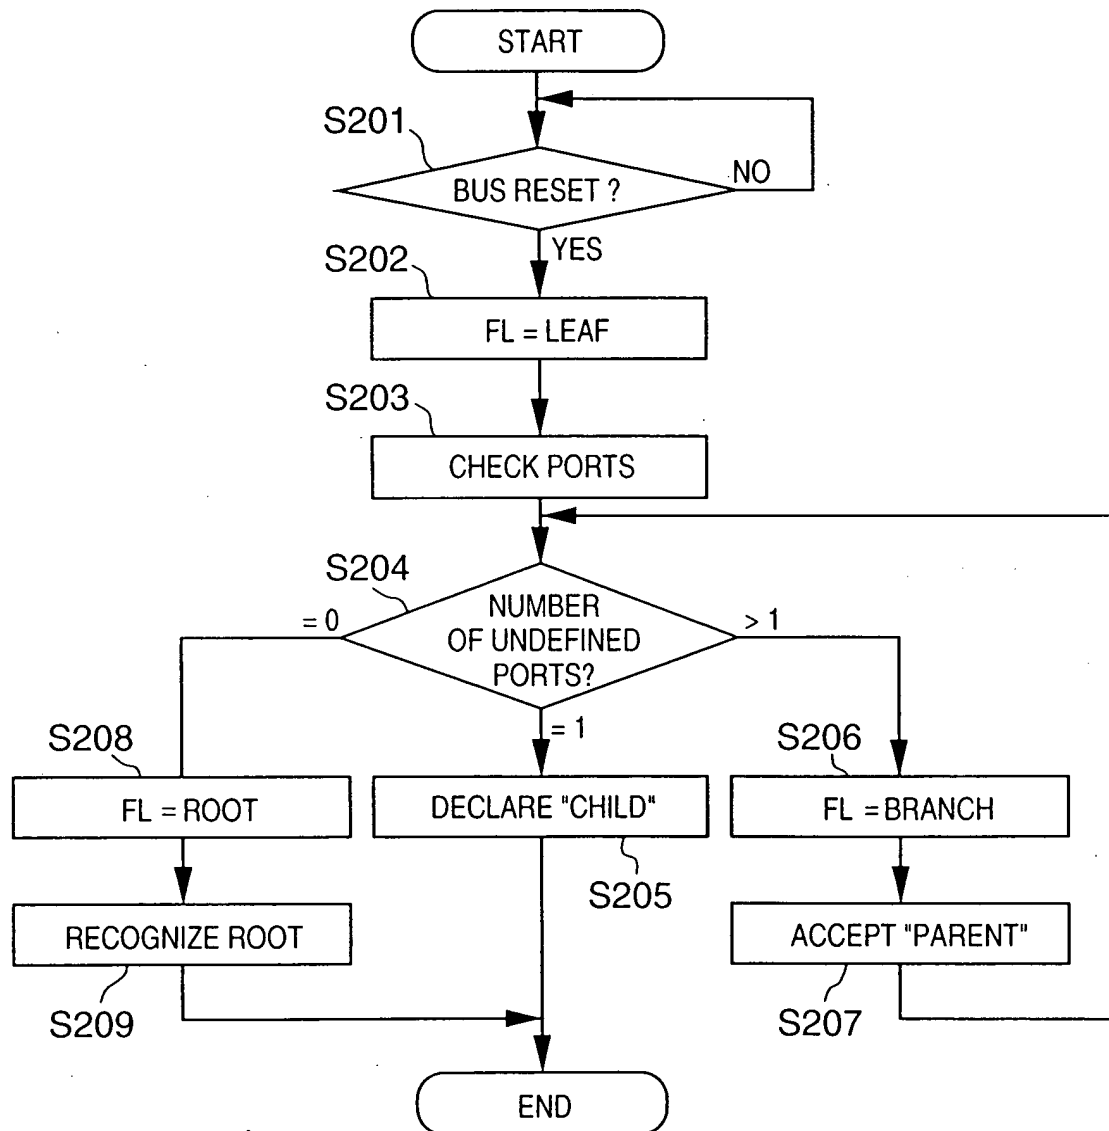 START
S201
BUS RESET ?
NO
YES
S202
FL = LEAF
S203
CHECK PORTS
S204
= 0
NUMBER
OF UNDEFINED
PORTS?
> 1
= 1
S208
S206
FL = ROOT
DECLARE "CHILD"
FL = BRANCH
S205
RECOGNIZE ROOT
ACCEPT "PARENT"
S209
S207
END